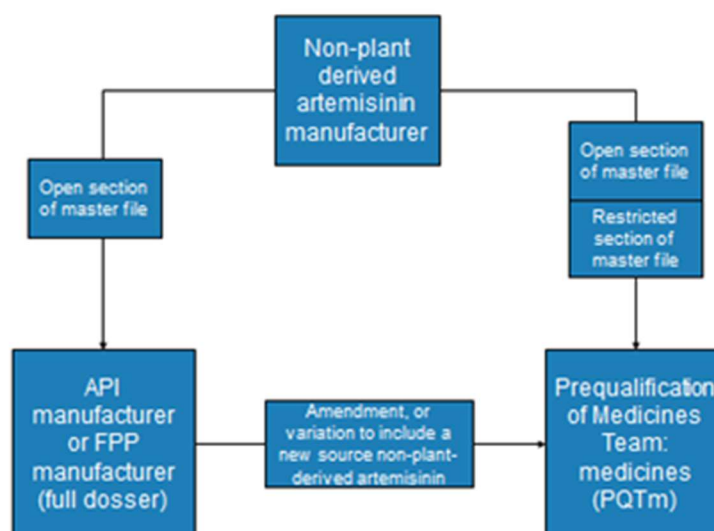 Non-plant
derived
artemisinin
manufacturer
Open section
of master file
Open section
of master file
Restricted
section of
master file
API
manufacturer
or FPP
manufacturer
(full dosser)
Amendment, or
variation to include a
new source non-plant-
derived artemisinin
Prequalification
of Medicines
Team:
medicines
(PQTm)